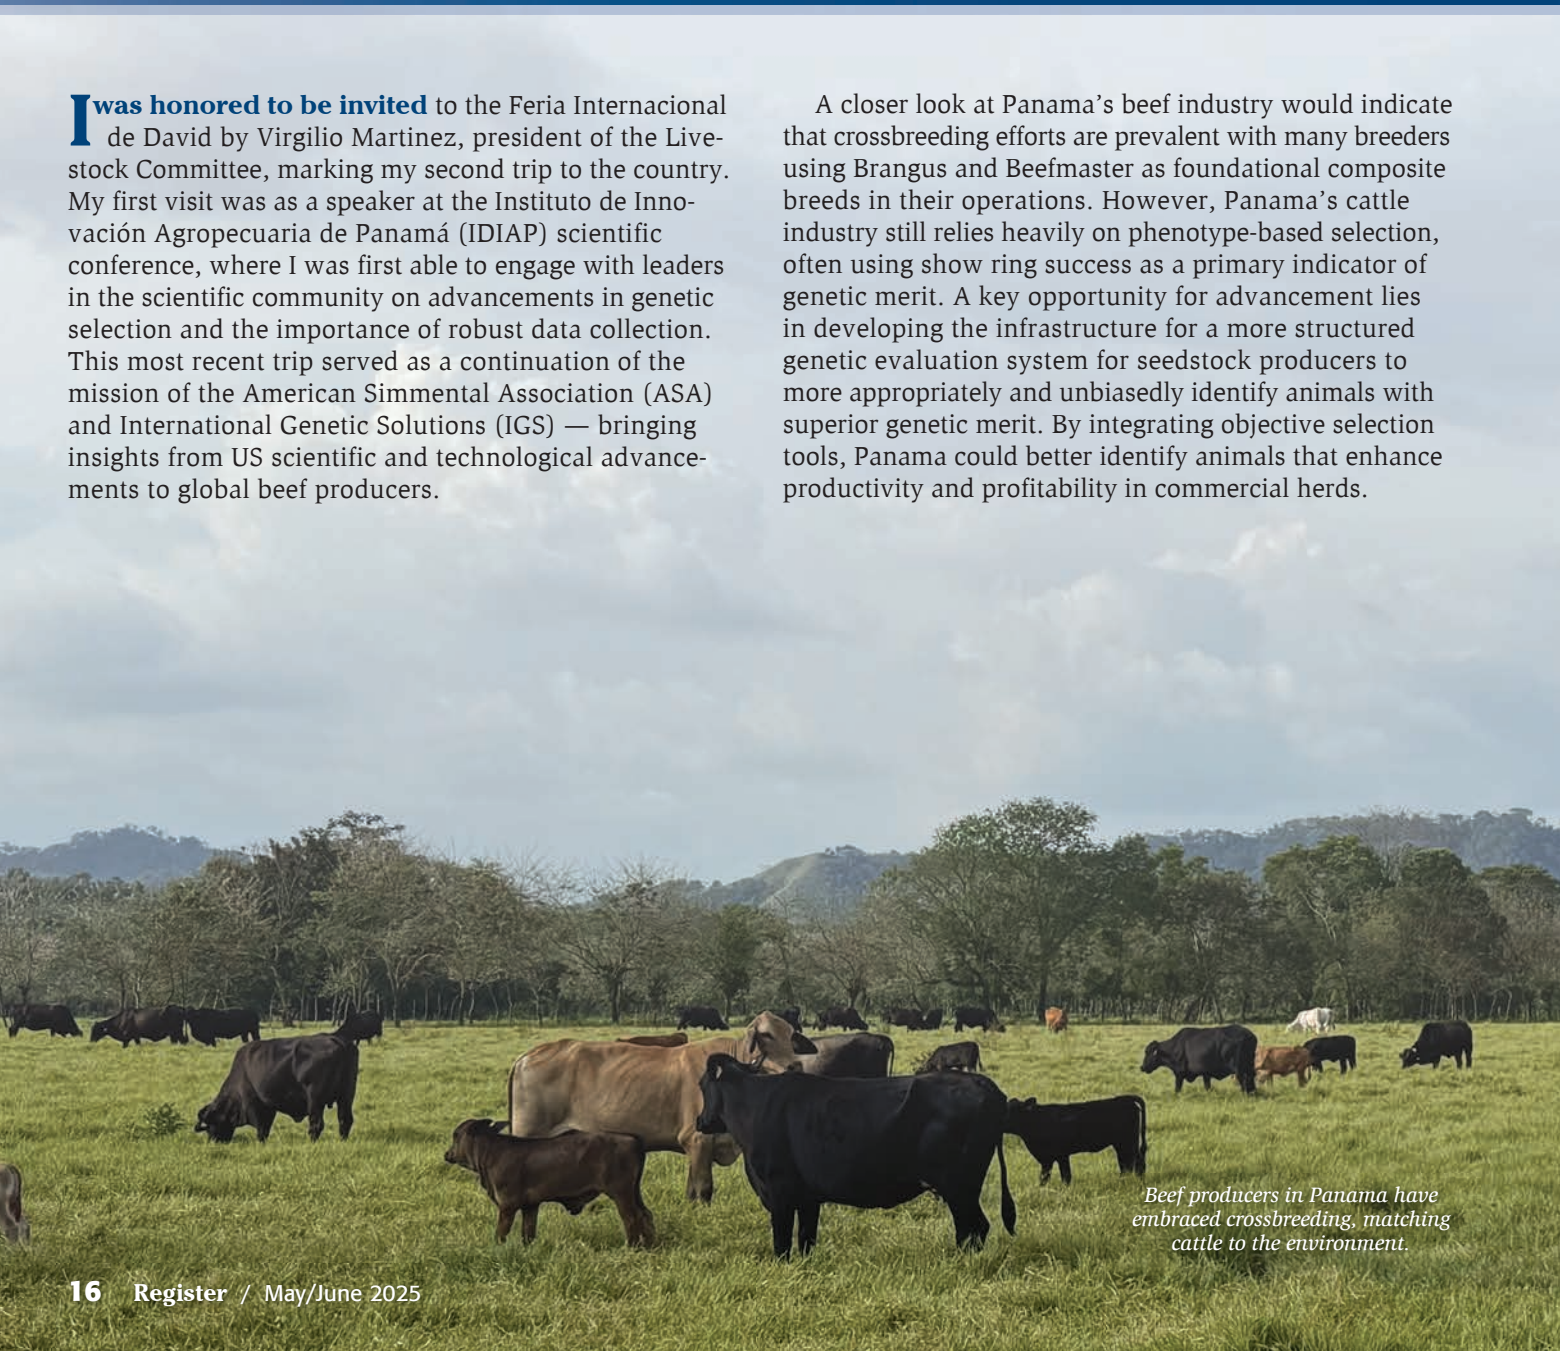 I was honored to be invited to the Feria Internacional
de David by Virgilio Martinez, president of the Live-
stock Committee, marking my second trip to the country.
My first visit was as a speaker at the Instituto de Inno-
vación Agropecuaria de Panamá (IDIAP) scientific
conference, where I was first able to engage with leaders
in the scientific community on advancements in genetic
selection and the importance of robust data collection.
This most recent trip served as a continuation of the
mission of the American Simmental Association (ASA)
and International Genetic Solutions (IGS) — bringing
insights from US scientific and technological advance-
ments to global beef producers.
A closer look at Panama’s beef industry would indicate
that crossbreeding efforts are prevalent with many breeders
using Brangus and Beefmaster as foundational composite
breeds in their operations. However, Panama’s cattle
industry still relies heavily on phenotype-based selection,
often using show ring success as a primary indicator of
genetic merit. A key opportunity for advancement lies
in developing the infrastructure for a more structured
genetic evaluation system for seedstock producers to
more appropriately and unbiasedly identify animals with
superior genetic merit. By integrating objective selection
tools, Panama could better identify animals that enhance
productivity and profitability in commercial herds.
Beef producers in Panama have
embraced crossbreeding, matching
cattle to the environment.
16 Register / May/June 2025